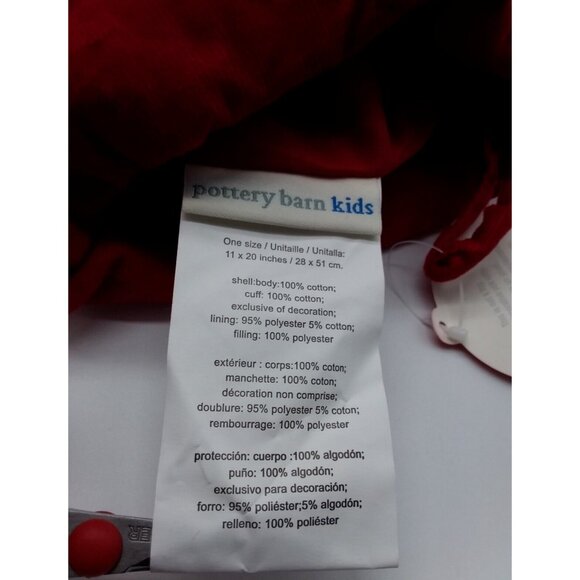 pottery barn kids
One size / Unitaille / Unitalla:
11 x 20 inches / 28 x 51 cm.
shell:body:100% cotton;
cuff: 100% cotton;
exclusive of decoration;
lining: 95% polyester 5% cotton;
filling: 100% polyester
extérieur : corps:100% coton;
manchette: 100% coton;
décoration non comprise;
doublure: 95% polyester 5% coton;
rembourrage: 100% polyester
protección: cuerpo :100% algodón;
puño: 100% algodón;
exclusivo para decoración;
forro: 95% poliéster;5% algodón;
relleno: 100% poliéster